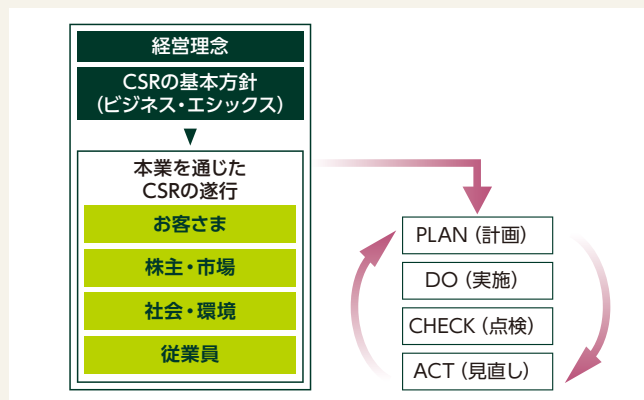 経営理念
CSRの基本方針
(ビジネス・エシックス)
本業を通じた
CSRの遂行
お客さま
株主・市場
社会・環境
従業員
PLAN (計画)
DO (実施)
CHECK (点検)
ACT (見直し)